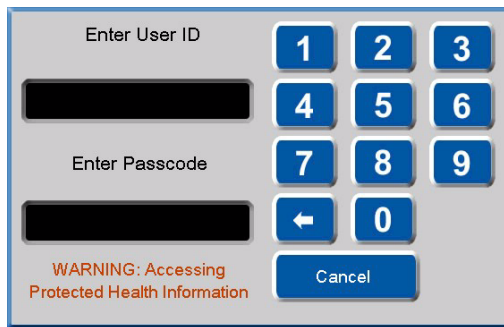 Enter User ID
Enter Passcode
WARNING: Accessing
Protected Health Information
1 2 3
4 5 6
7 8 9
0
Cancel